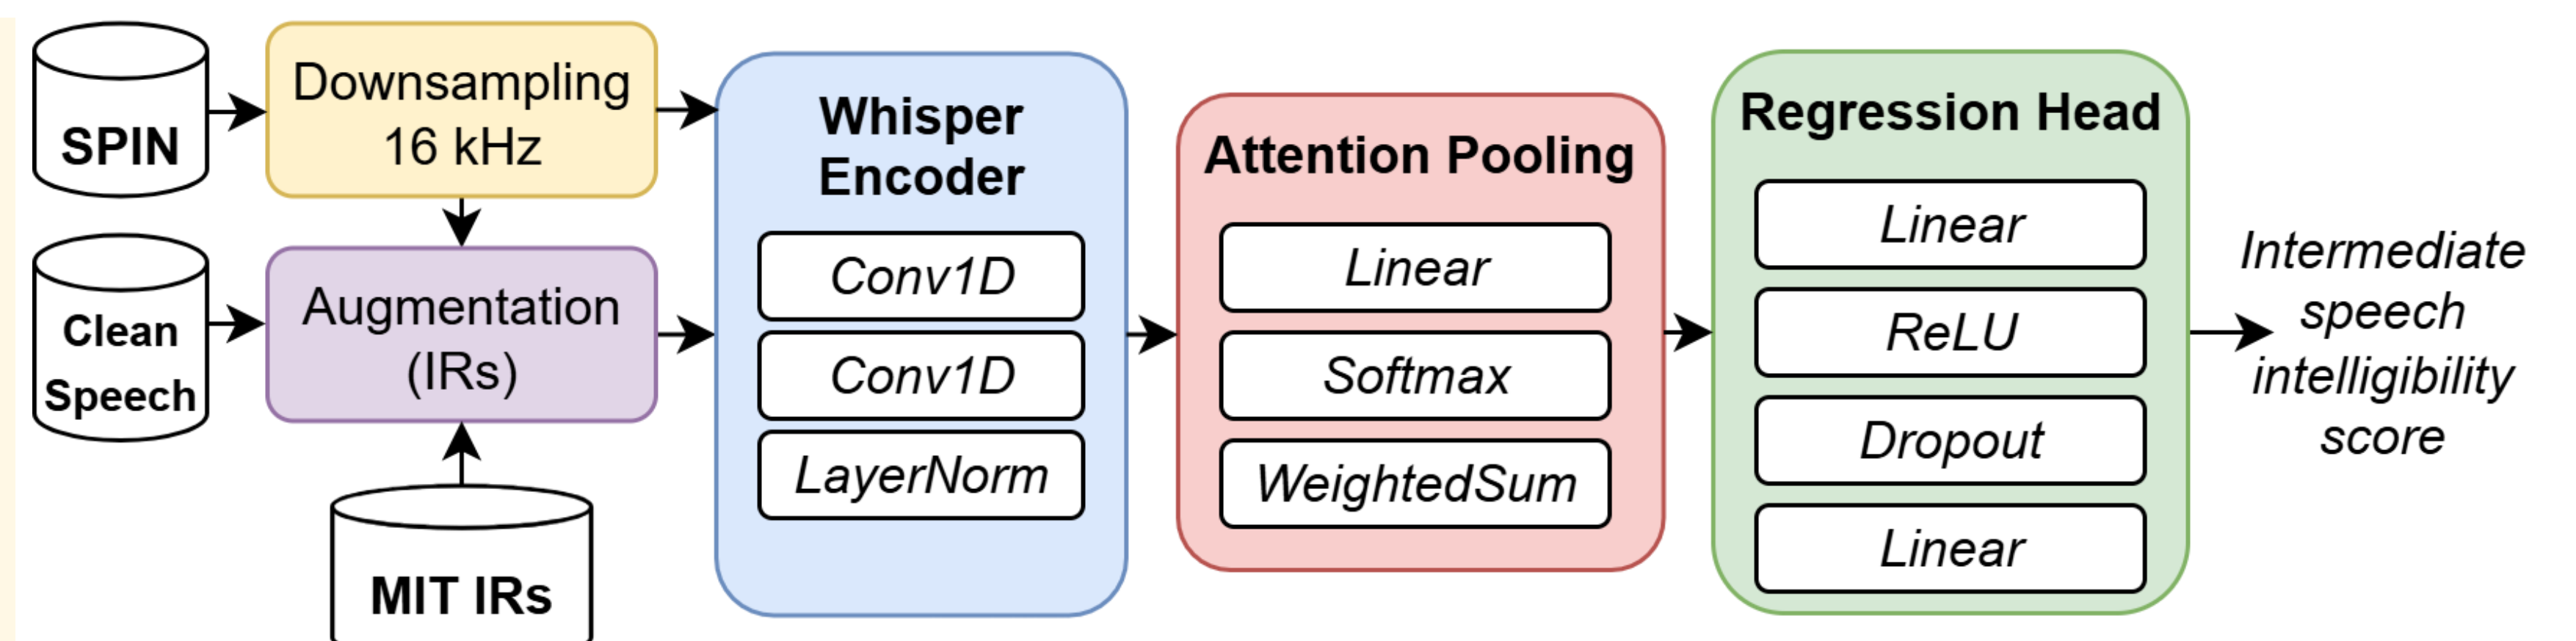 SPIN
Downsampling
16 kHz
Clean
Speech
Augmentation
(IRs)
MIT IRs
Whisper
Encoder
Conv1D
Conv1D
LayerNorm
Attention Pooling
Linear
Softmax
WeightedSum
Regression Head
Linear
ReLU
Dropout
Linear
Intermediate
speech
intelligibility
score